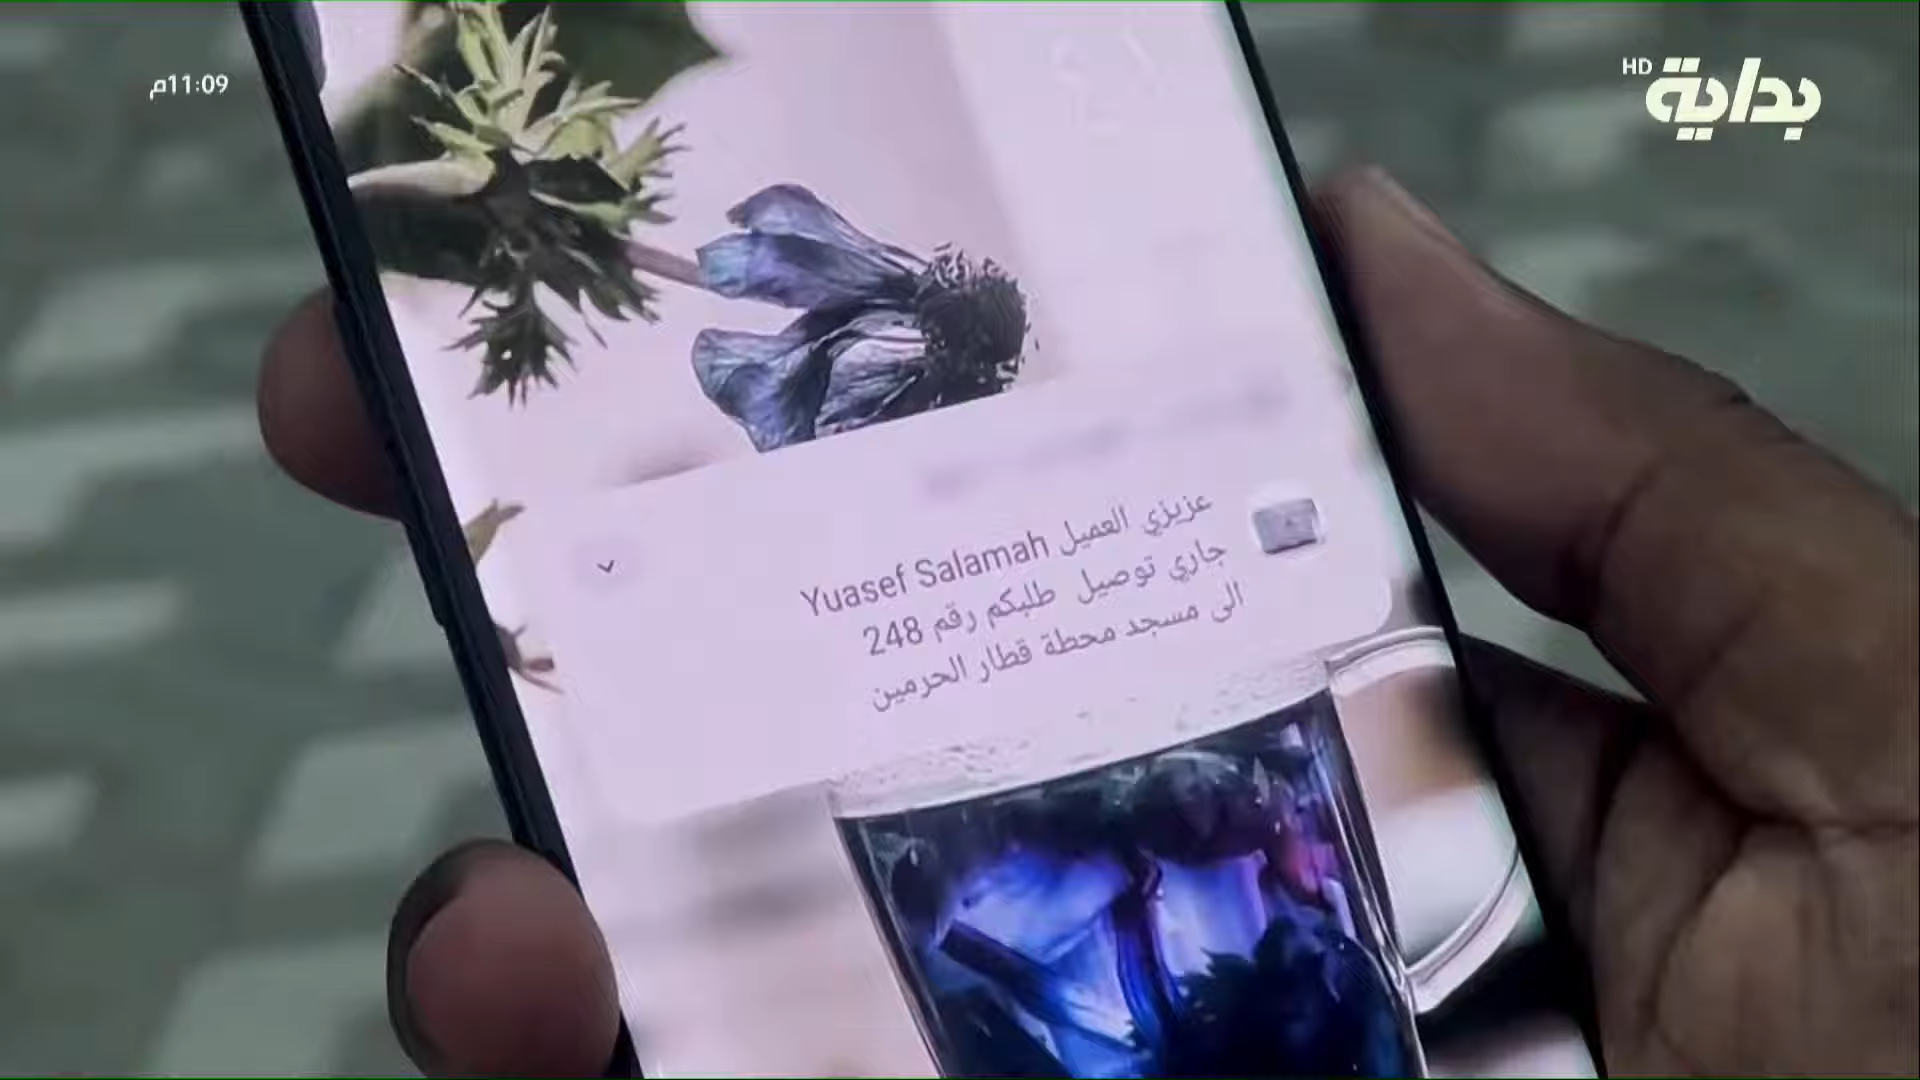 11:09م
HD
بداية
عزيزي العميل Yuasef Salamah
جاري توصيل طلبكم رقم 248
الى مسجد محطة قطار الحرمين